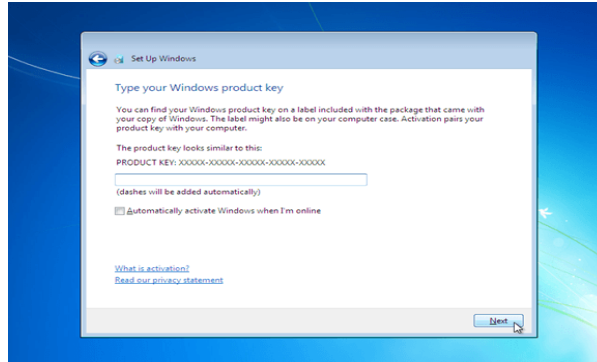 Set Up Windows
Type your Windows product key
You can find your Windows product key on a label included with the package that came with
your copy of Windows. The label might also be on your computer case. Activation pairs your
product key with your computer.
The product key looks similar to this:
PRODUCT KEY: XXXXX-XXXXX-XXXXX-XXXXX-XXXXX
(dashes will be added automatically)
Automatically activate Windows when I'm online
What is activation?
Read our privacy statement
Next